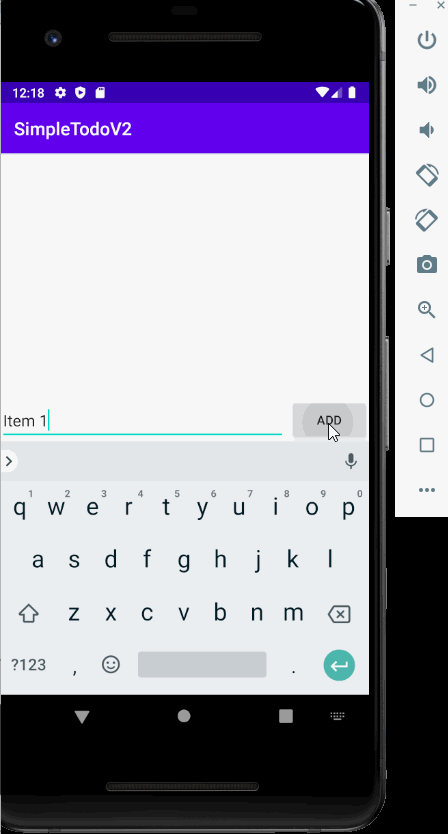 12:18
SimpleTodoV2
Item 1
ADD
1 2 3 4 5 6 7 8 9 0
q w e r t y u i o p
a s d f g h j k l
z x c v b n m
?123 , .